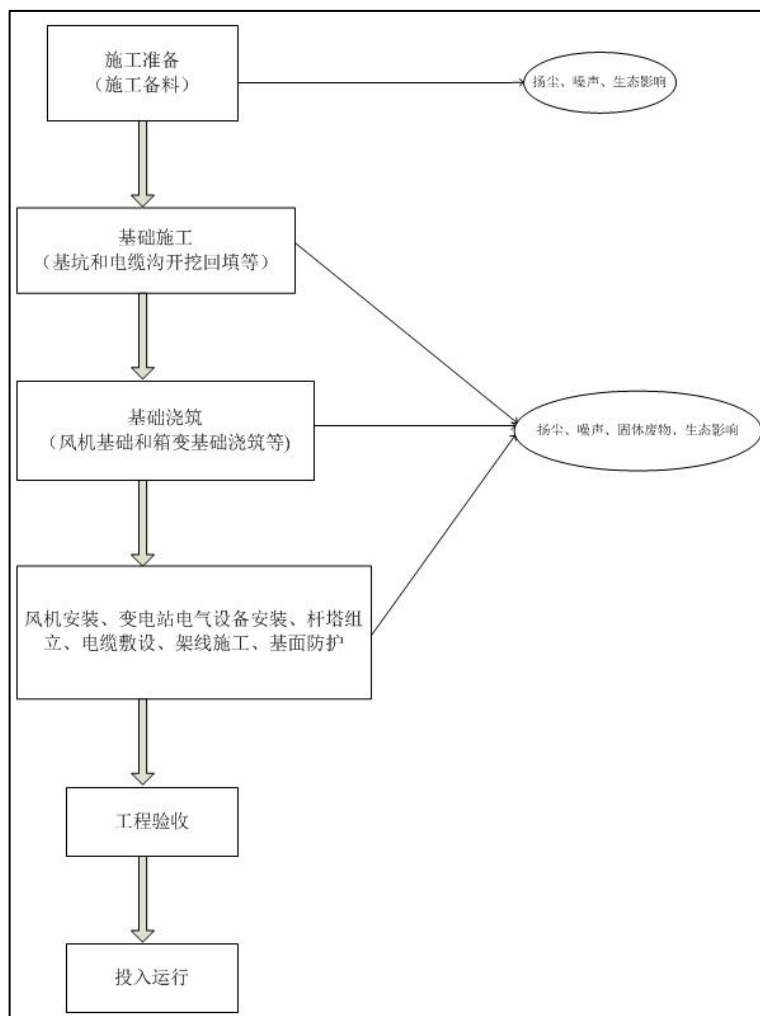 施工准备
（施工备料）
扬尘、噪声、生态影响
基础施工
（基坑和电缆沟开挖回填等）
基础浇筑
（风机基础和箱变基础浇筑等)
扬尘、噪声、固体废物、生态影响
风机安装、变电站电气设备安装、杆塔组
立、电缆敷设、架线施工、基面防护
工程验收
投入运行